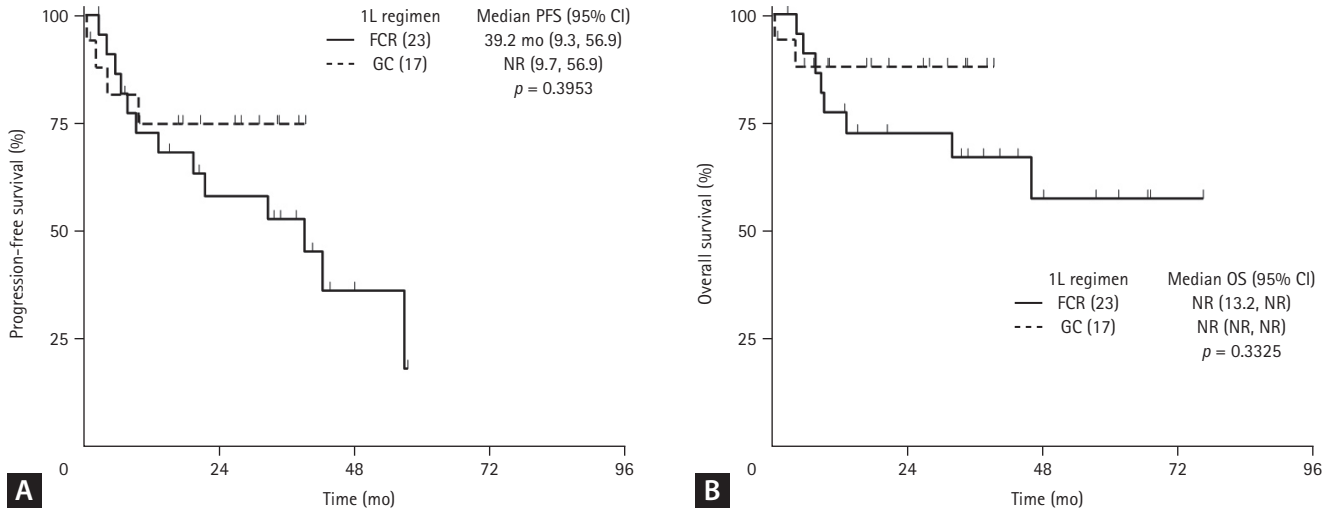 100
75
50
25
0
24
48
72
96
Progression-free survival (%)
Time (mo)
1L regimen Median PFS (95% CI)
FCR (23) 39.2 mo (9.3, 56.9)
GC (17) NR (9.7, 56.9)
p = 0.3953
A
100
75
50
25
0
24
48
72
96
Overall survival (%)
Time (mo)
1L regimen Median OS (95% CI)
FCR (23) NR (13.2, NR)
GC (17) NR (NR, NR)
p = 0.3325
B